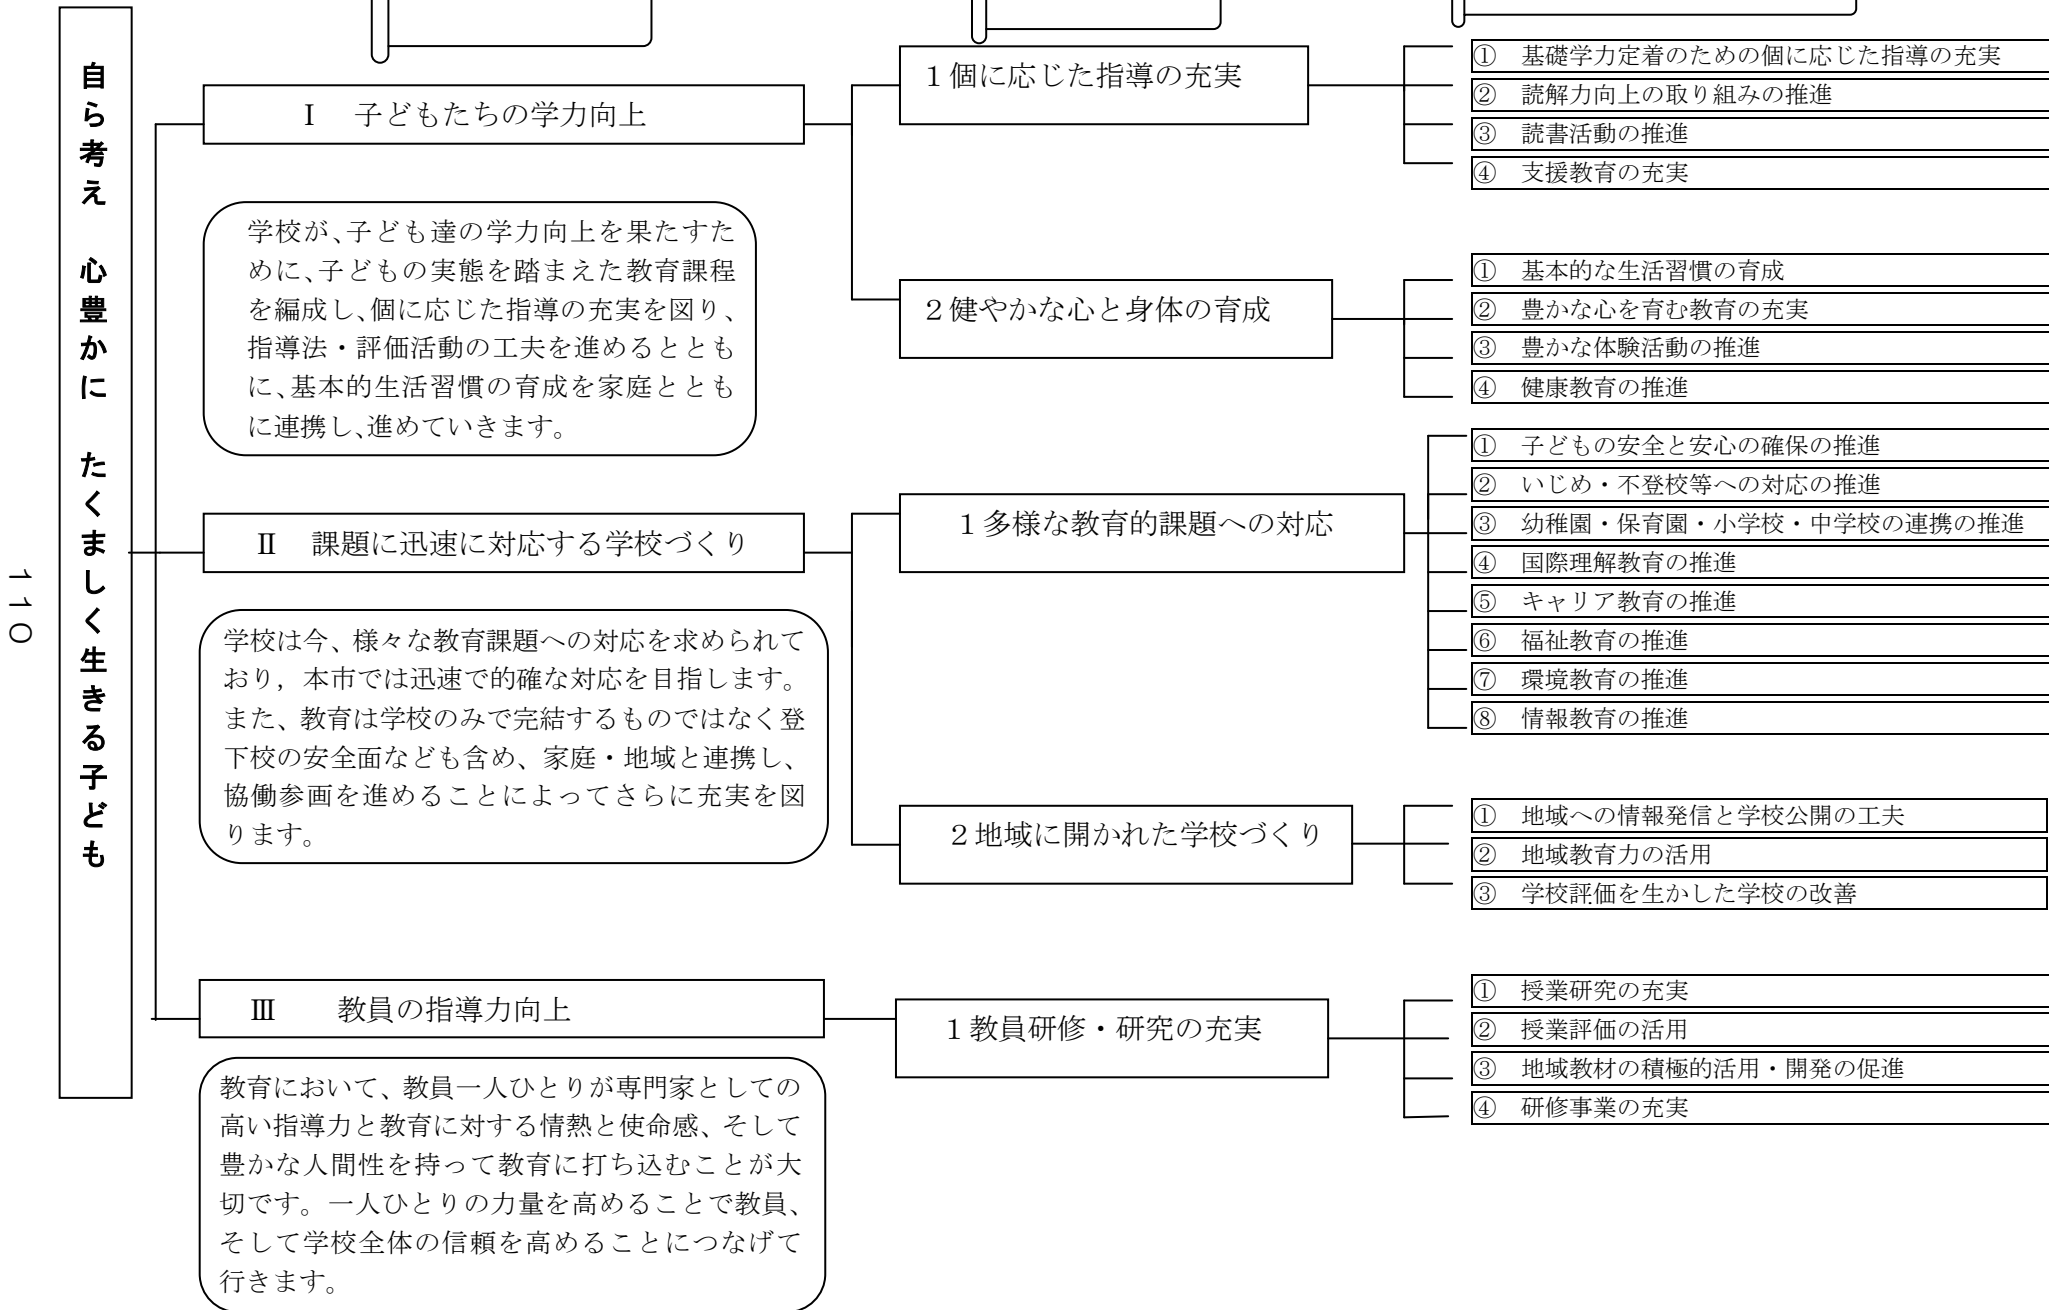 自ら考え　心豊かに　たくましく生きる子ども
Ⅰ　子どもたちの学力向上
学校が、子ども達の学力向上を果たすた
めに、子どもの実態を踏まえた教育課程
を編成し、個に応じた指導の充実を図り、
指導法・評価活動の工夫を進めるととも
に、基本的生活習慣の育成を家庭ととも
に連携し、進めていきます。
１個に応じた指導の充実
①　基礎学力定着のための個に応じた指導の充実
②　読解力向上の取り組みの推進
③　読書活動の推進
④　支援教育の充実
２健やかな心と身体の育成
①　基本的な生活習慣の育成
②　豊かな心を育む教育の充実
③　豊かな体験活動の推進
④　健康教育の推進
Ⅱ　課題に迅速に対応する学校づくり
学校は今、様々な教育課題への対応を求められて
おり，本市では迅速で的確な対応を目指します。
また、教育は学校のみで完結するものではなく登
下校の安全面なども含め、家庭・地域と連携し、
協働参画を進めることによってさらに充実を図
ります。
１多様な教育的課題への対応
①　子どもの安全と安心の確保の推進
②　いじめ・不登校等への対応の推進
③　幼稚園・保育園・小学校・中学校の連携の推進
④　国際理解教育の推進
⑤　キャリア教育の推進
⑥　福祉教育の推進
⑦　環境教育の推進
⑧　情報教育の推進
２地域に開かれた学校づくり
①　地域への情報発信と学校公開の工夫
②　地域教育力の活用
③　学校評価を生かした学校の改善
Ⅲ　教員の指導力向上
教育において、教員一人ひとりが専門家としての
高い指導力と教育に対する情熱と使命感、そして
豊かな人間性を持って教育に打ち込むことが大
切です。一人ひとりの力量を高めることで教員、
そして学校全体の信頼を高めることにつなげて
行きます。
１教員研修・研究の充実
①　授業研究の充実
②　授業評価の活用
③　地域教材の積極的活用・開発の促進
④　研修事業の充実
110